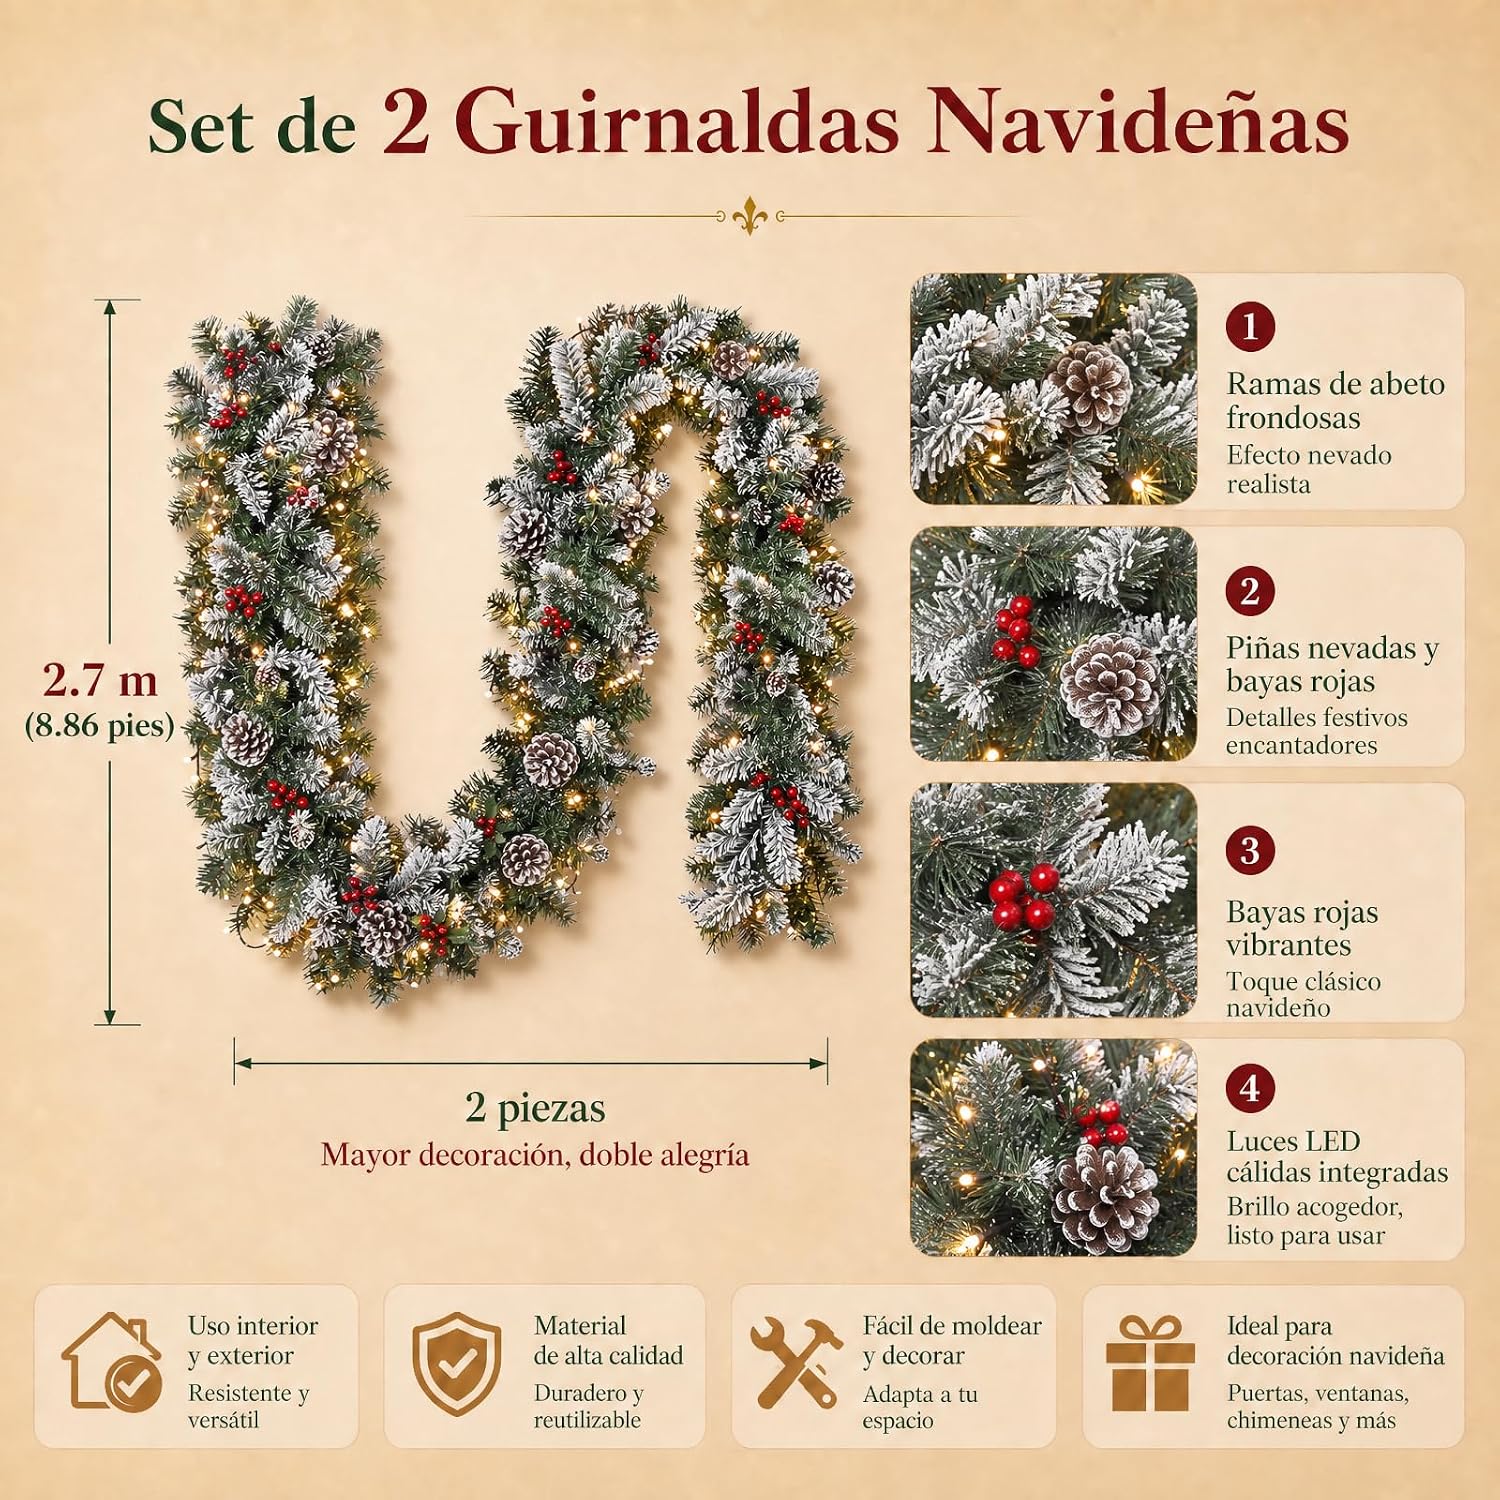 Set de 2 Guirnaldas Navideñas
2.7 m
(8.86 pies)
2 piezas
Mayor decoración, doble alegría
1
Ramas de abeto
frondosas
Efecto nevado
realista
2
Piñas nevadas y
bayas rojas
Detalles festivos
encantadores
3
Bayas rojas
vibrantes
Toque clásico
navideño
4
Luces LED
cálidas integradas
Brillo acogedor,
listo para usar
Uso interior
y exterior
Resistente y
versátil
Material
de alta calidad
Duradero y
reutilizable
Fácil de moldear
y decorar
Adapta a tu
espacio
Ideal para
decoración navideña
Puertas, ventanas,
chimeneas y más